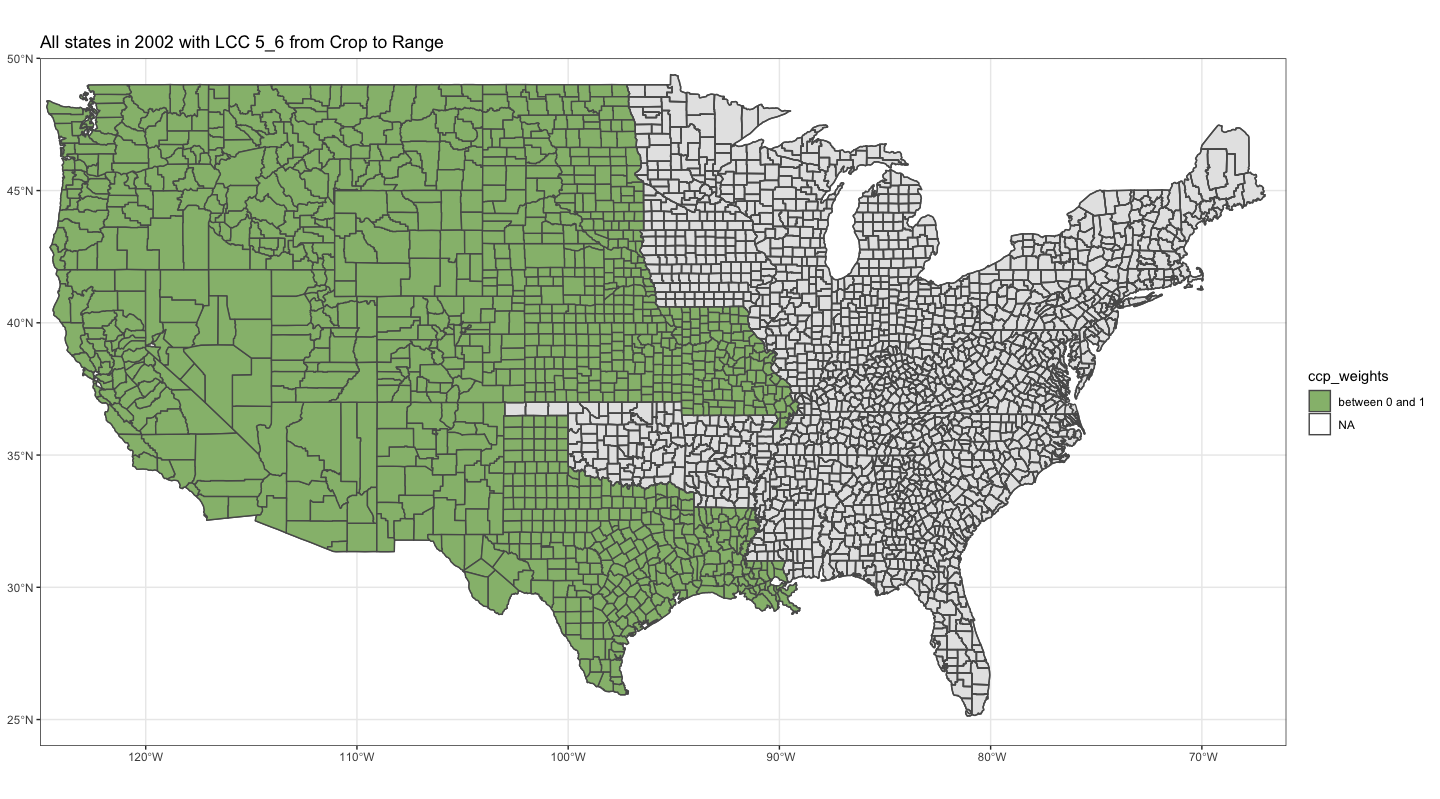 All states in 2002 with LCC 5_6 from Crop to Range
50°N
45°N
40°N
35°N
30°N
25°N
120°W
110°W
100°W
90°W
80°W
70°W
ccp_weights
between 0 and 1
NA